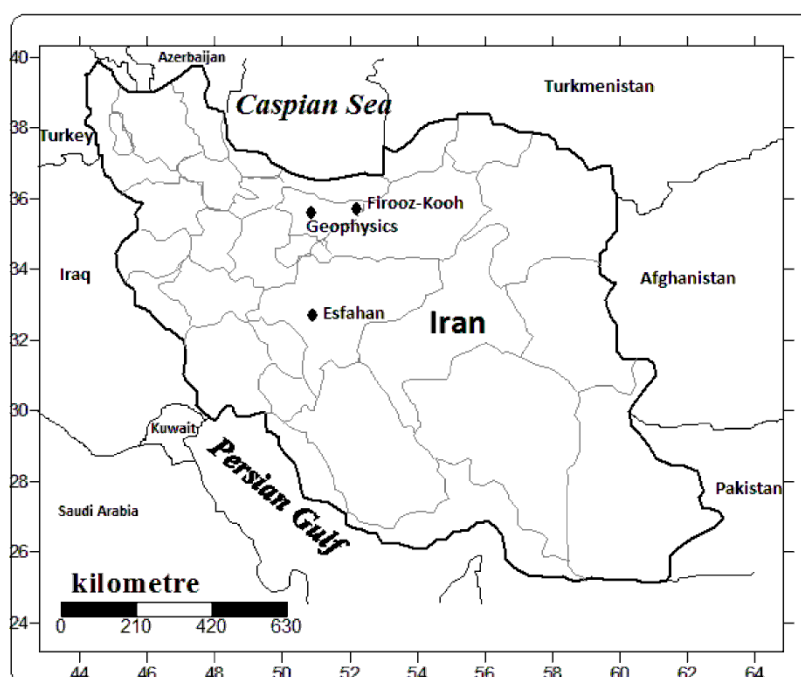 Azerbaijan
40
Turkmenistan
Caspian Sea
38
Turkey
36
Firooz-Kooh
Geophysics
34
Iraq
Afghanistan
Esfahan
Iran
32
30
Kuwait
28
Persian Gulf
Pakistan
Saudi Arabia
26
kilometre
24
0 210 420 630
44 46 48 50 52 54 56 58 60 62 64